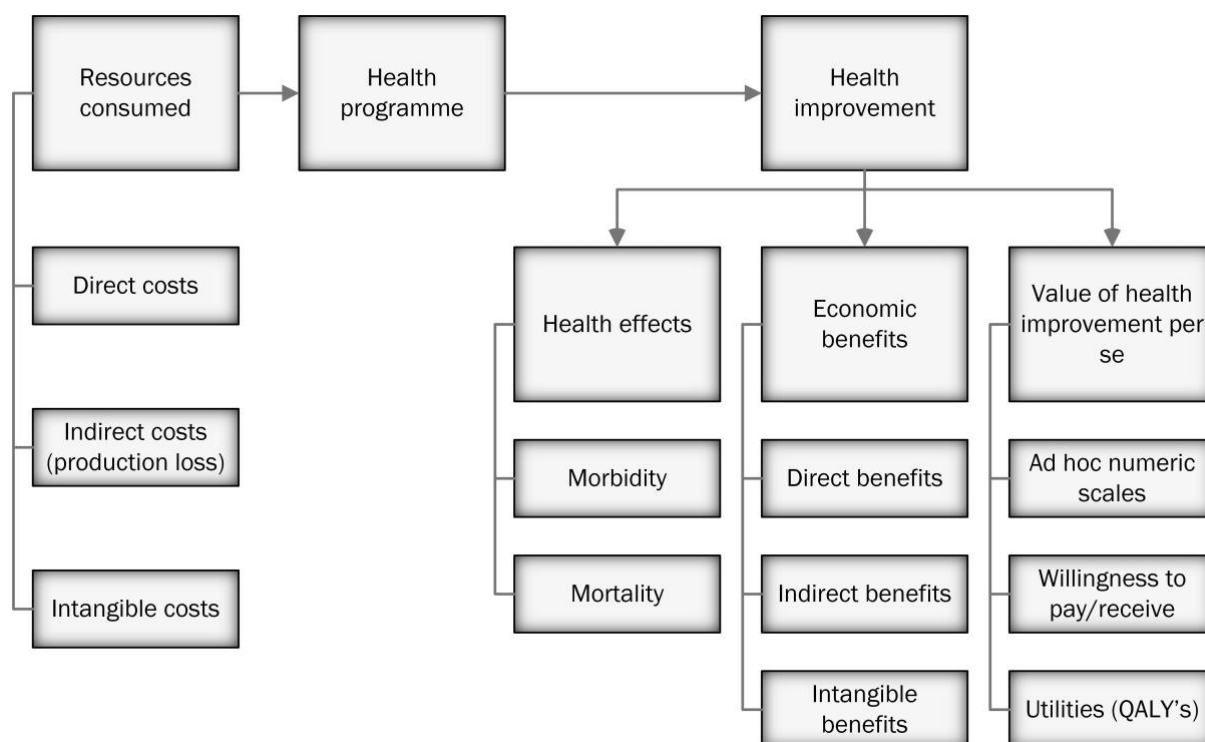 Resources
consumed
Health
programme
Health
improvement
Direct costs
Indirect costs
(production loss)
Intangible costs
Health effects
Morbidity
Mortality
Economic
benefits
Direct benefits
Indirect benefits
Intangible
benefits
Value of health
improvement per
se
Ad hoc numeric
scales
Willingness to
pay/receive
Utilities (QALY’s)